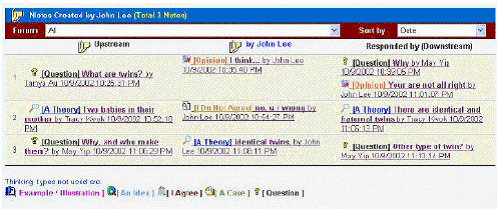 Notes Created by John Lee (Total 3 Notes)
Forum All Sort by Date
Upstream by John Lee Responded by (Downstream)
1 [Question] What are twins? by Tanya Au 10/9/2002 10:25:31 PM
[Opinion] I think... by John Lee 10/9/2002 10:36:40 PM
[Question] Why by May Yip 10/9/2002 10:39:05 PM
[Opinion] Your are not all right by John Lee 10/9/2002 11:01:07 PM
2 [A Theory] Two babies in their mother by Tracy Kwok 10/9/2002 10:52:10 PM
[I Do Not Agree] no, u r wrong by John Lee 10/9/2002 10:54:27 PM
[A Theory] There are identical and fraternal twins by Tracy Kwok 10/9/2002 11:05:13 PM
3 [Question] Why, and who make them? by May Yip 10/9/2002 11:06:29 PM
[A Theory] Identical twins, by John Lee 10/9/2002 11:08:11 PM
[Question] Other type of twin? by May Yip 10/9/2002 11:10:14 PM
Thinking types not used are:
Example / Illustration ] [ An Idea ] [ I Agree ] [ A Case ] [ Question ]